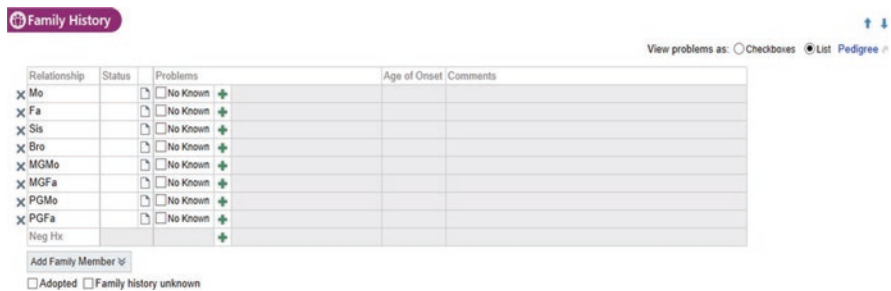 Family History
View problems as: Checkboxes List Pedigree
Relationship Status Problems Age of Onset Comments
Mo No Known
Fa No Known
Sis No Known
Bro No Known
MGMo No Known
MGFa No Known
PGMo No Known
PGFa No Known
Neg Hx
Add Family Member
Adopted Family history unknown